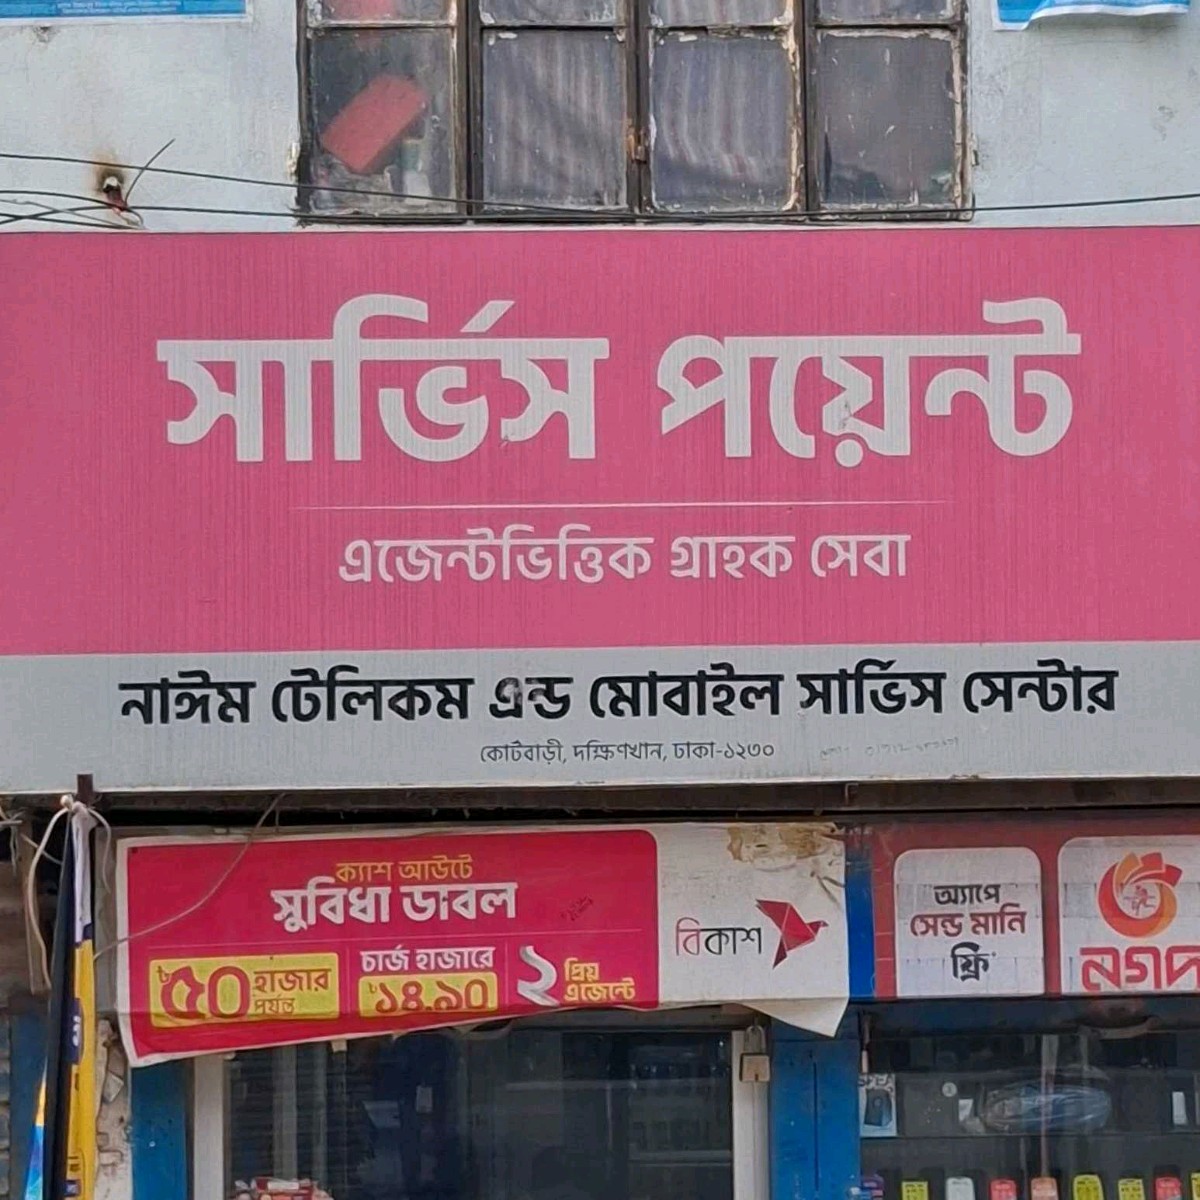 সার্ভিস পয়েন্ট
এজেন্টভিত্তিক গ্রাহক সেবা
নাঈম টেলিকম এন্ড মোবাইল সার্ভিস সেন্টার
কোর্টবাড়ী, দক্ষিণখান, ঢাকা-১২৩০
ক্যাশ আউটে
সুবিধা ডাবল
৳৫০ হাজার পর্যন্ত
চার্জ হাজারে
৳১৪.৯০
২ প্রিয় এজেন্টে
বিকাশ
অ্যাপে
সেন্ড মানি
ফ্রি
নগদ